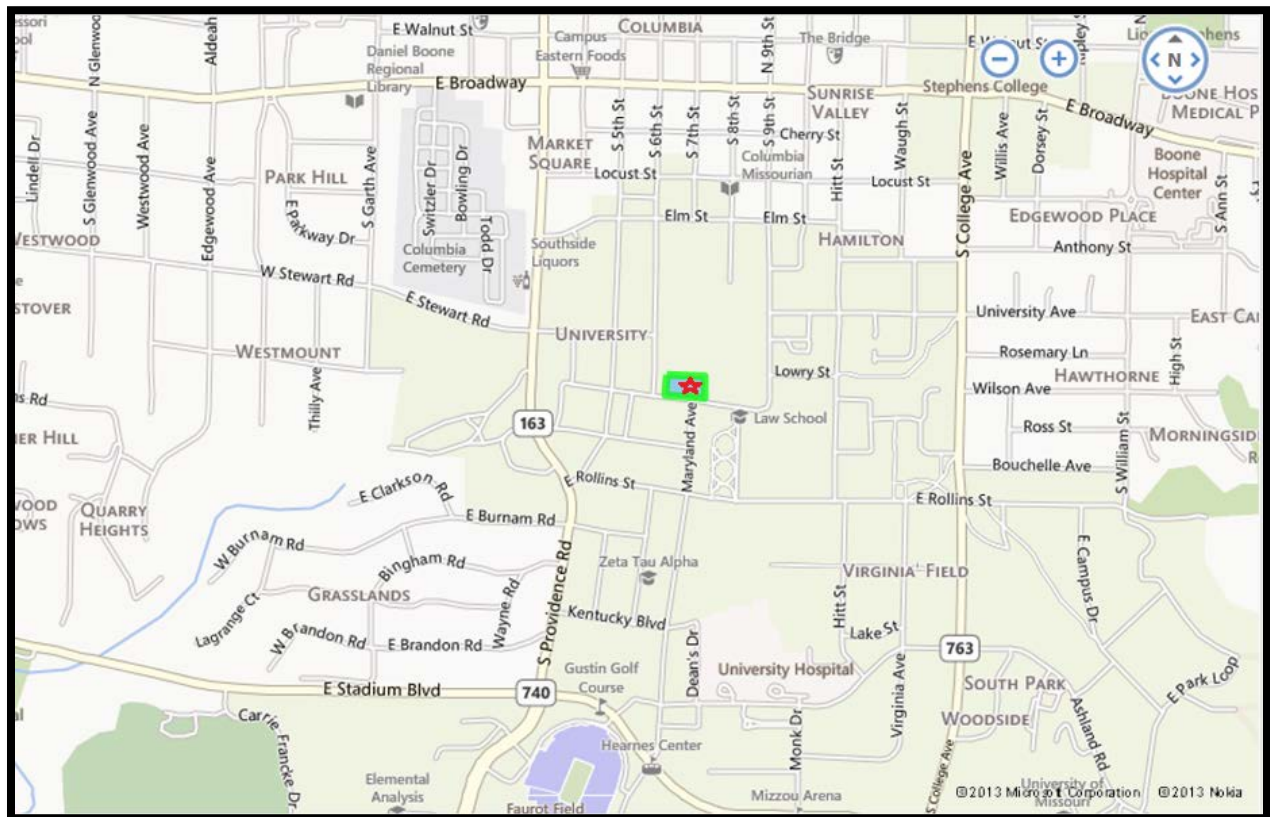 COLUMBIA
E Walnut St
Campus
Eastern Foods
The Bridge
N 9th St
N Glenwood Ave
Aldeah
Daniel Boone
Regional
Library
E Broadway
Stephens College
N
E Broadway
SUNRISE
VALLEY
MEDICAL
Lindell Dr
S Glenwood Ave
Westwood Ave
Edgewood Ave
PARK HILL
S Garth Ave
Switzler Dr
Bowling Dr
Todd Dr
MARKET
SQUARE
S 5th St
S 6th St
S 7th St
S 8th St
S 9th St
Cherry St
Columbia
Missourian
Hitt St
Waugh St
S College Ave
Willis Ave
Dorsey St
Boone
Hospital
Center
S Ann St
Locust St
Locust St
E Parkway Dr
Elm St
Elm St
EDGEWOOD PLACE
Columbia
Cemetery
Southside
Liquors
HAMILTON
Anthony St
W Stewart Rd
E Stewart Rd
UNIVERSITY
University Ave
WESTMOUNT
Thilly Ave
Lowry St
Rosemary Ln
High St
HAWTHORNE
Wilson Ave
163
Maryland Ave
Law School
Ross St
S William St
Bouchelle Ave
E Rollins St
E Rollins St
QUARRY
HEIGHTS
E Clarkson Rd
E Burnam Rd
W Burnam Rd
Bingham Rd
Zeta Tau Alpha
VIRGINIA FIELD
E Campus Dr
GRASSLANDS
Wayne Rd
S Providence Rd
Kentucky Blvd
Hitt St
Lake St
Lagrange Ct
W Brandon Rd
E Brandon Rd
763
Gustin Golf
Course
Dean's Dr
University Hospital
Virginia Ave
E Stadium Blvd
740
SOUTH PARK
E Park Loop
Carrie Francke Dr
Hearnes Center
Monk Dr
WOODSIDE
Ashland Rd
S College Ave
Elemental
Analysis
Faurot Field
Mizzou Arena
University of
Missouri
©2013 Microsoft Corporation ©2013 Nokia